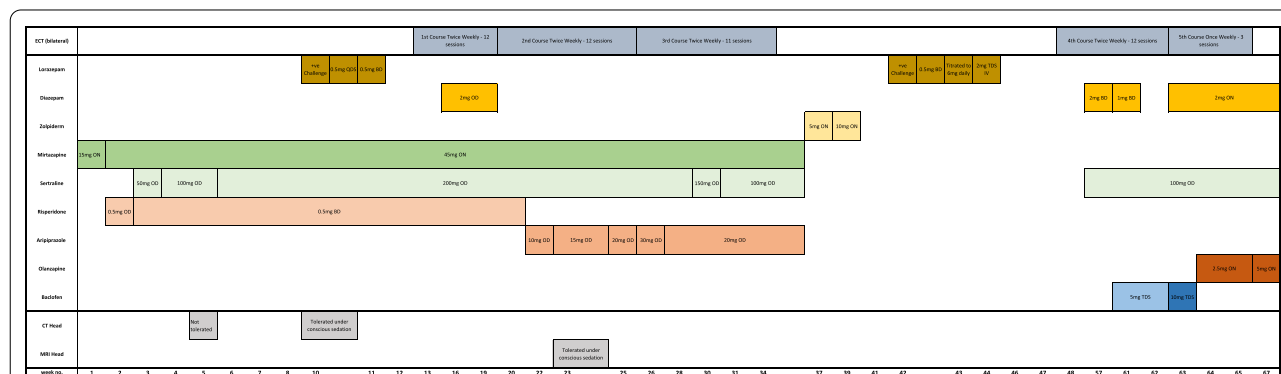 ECT (bilateral)
1st Course Twice Weekly - 12 sessions
2nd Course Twice Weekly - 12 sessions
3rd Course Twice Weekly - 11 sessions
4th Course Twice Weekly - 12 sessions
5th Course Once Weekly - 3 sessions
Lorazepam
+ve Challenge
0.5mg QDS
0.5mg BD
+ve Challenge
0.5mg BD
Titrated to 6mg daily
2mg TDS IV
Diazepam
2mg OD
2mg BD
1mg BD
2mg ON
Zolpiderm
5mg ON
10mg ON
Mirtazapine
15mg ON
45mg ON
Sertraline
50mg OD
100mg OD
200mg OD
150mg OD
100mg OD
100mg OD
Risperidone
0.5mg OD
0.5mg BD
Aripiprazole
10mg OD
15mg OD
20mg OD
30mg OD
20mg OD
Olanzapine
2.5mg ON
5mg ON
Baclofen
5mg TDS
10mg TDS
CT Head
Not tolerated
Tolerated under conscious sedation
MRI Head
Tolerated under conscious sedation
week no. 1 2 3 4 5 6 7 8 10 11 12 13 16 19 20 22 23 25 26 28 30 31 34 37 39 41 42 43 44 46 47 48 57 61 62 63 65 66 67